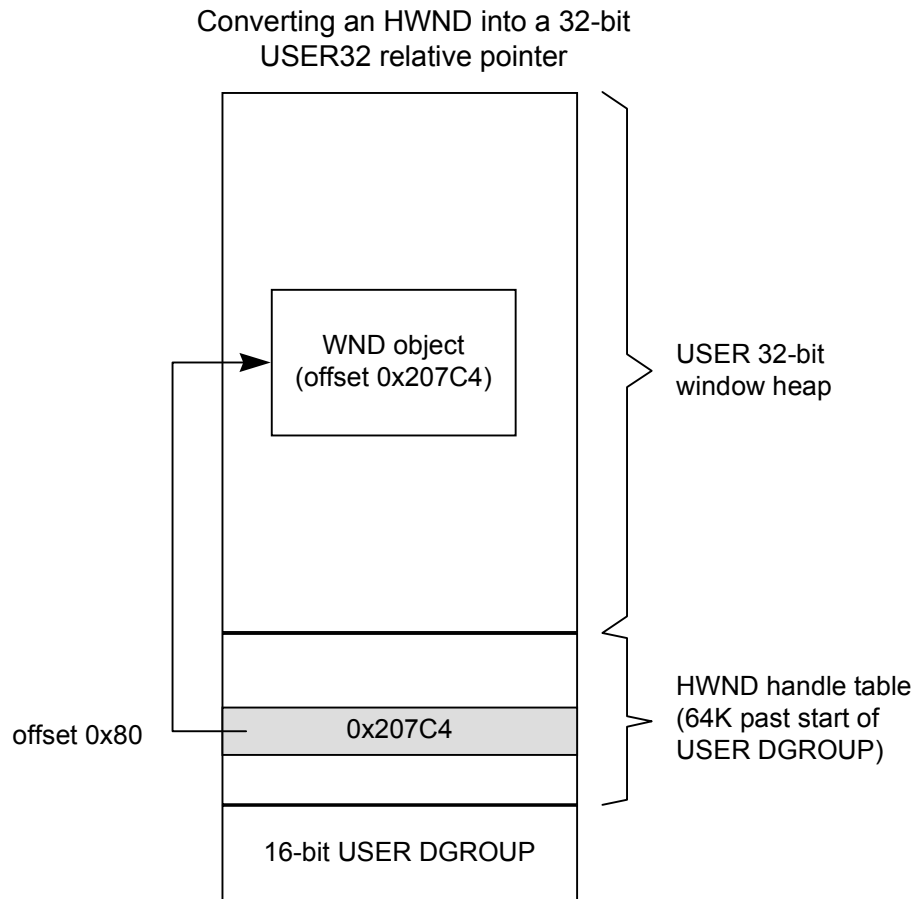 Converting an HWND into a 32-bit
USER32 relative pointer
WND object
(offset 0x207C4)
USER 32-bit
window heap
HWND handle table
(64K past start of
USER DGROUP)
offset 0x80
0x207C4
16-bit USER DGROUP